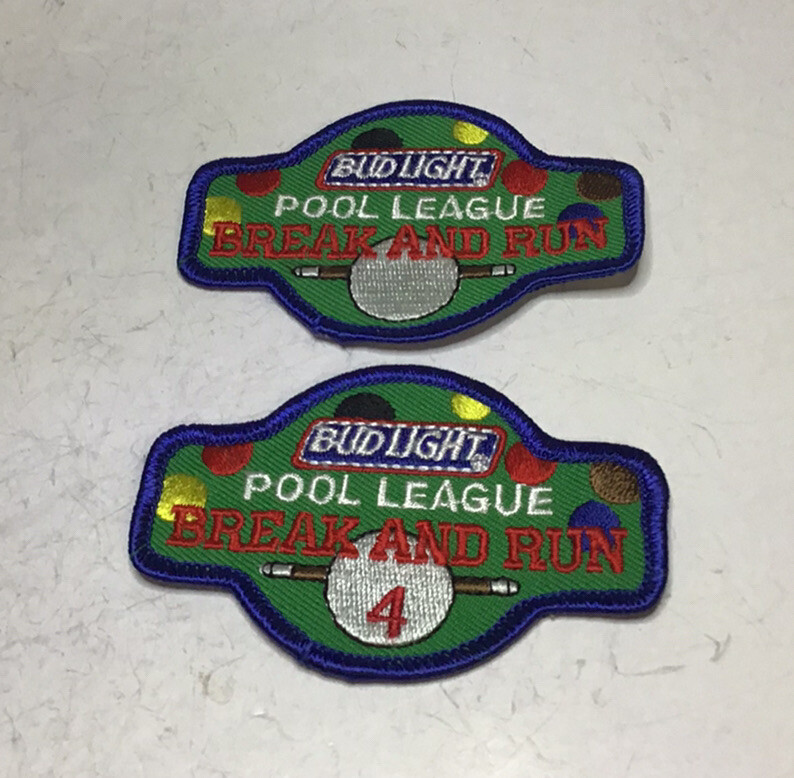 BUD LIGHT®
POOL LEAGUE
BREAK AND RUN
BUD LIGHT®
POOL LEAGUE
BREAK AND RUN
4